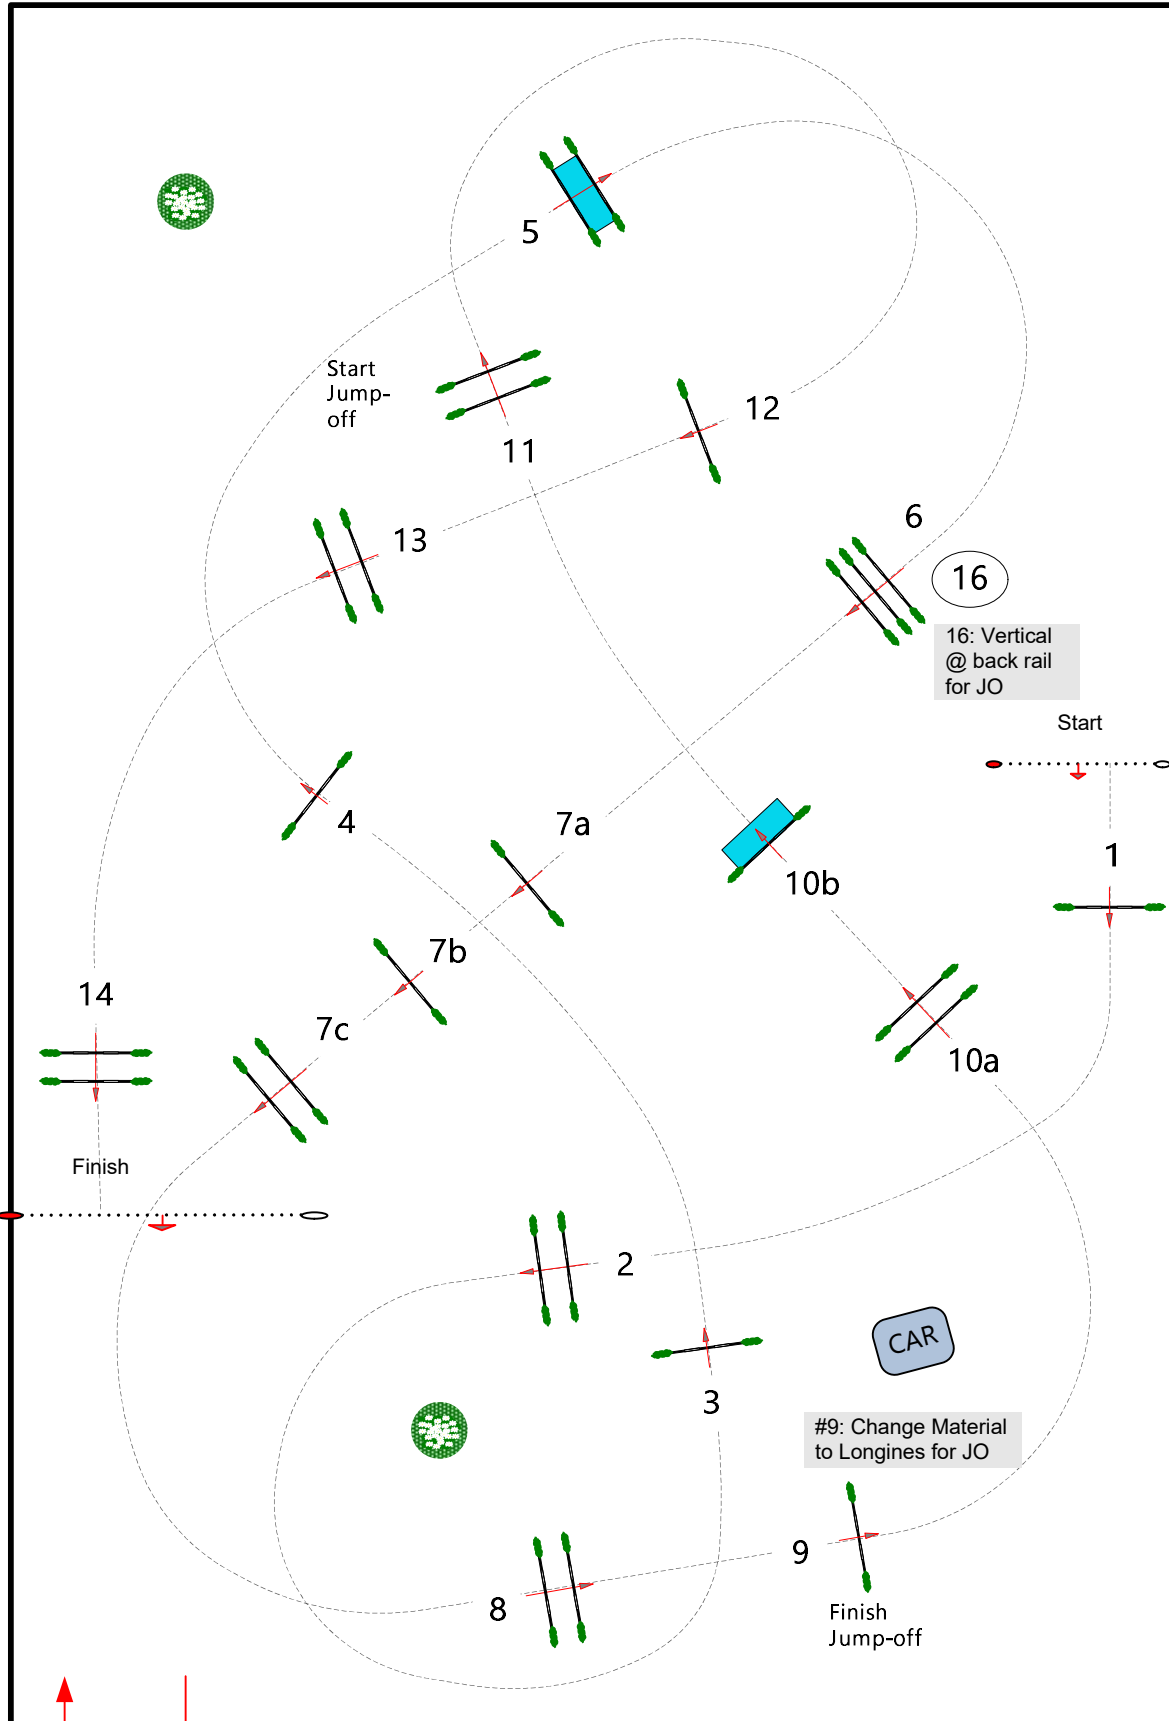 5
Start
Jump-
off
12
11
6
13
16
16: Vertical
@ back rail
for JO
Start
4
7a
1
10b
7b
14
7c
10a
Finish
2
CAR
3
#9: Change Material
to Longines for JO
9
8
Finish
Jump-off